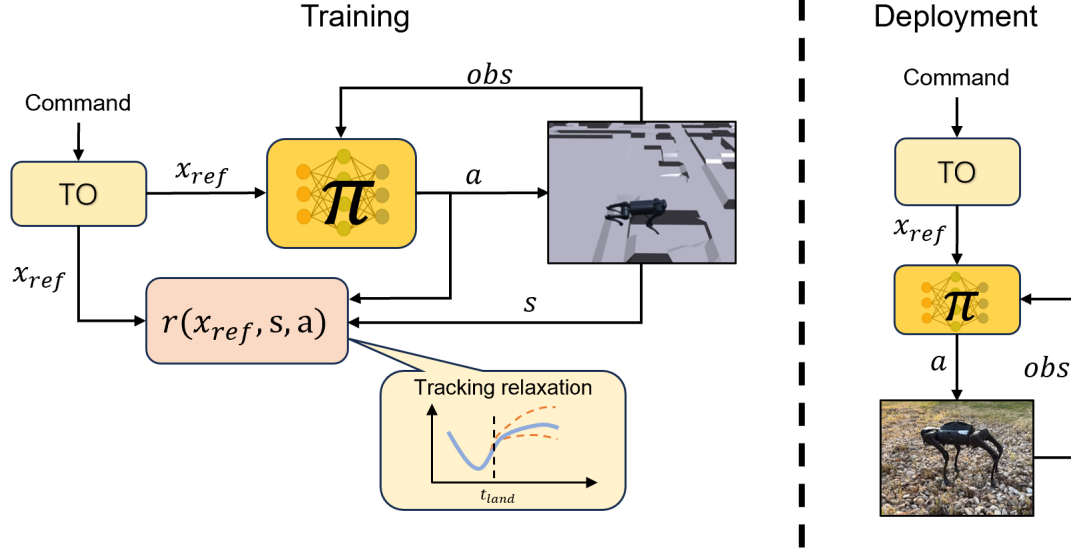 Training
obs
Command
TO
x_ref
π
a
x_ref
r(x_ref, s, a)
s
Tracking relaxation
t_land
Deployment
Command
TO
x_ref
π
a
obs